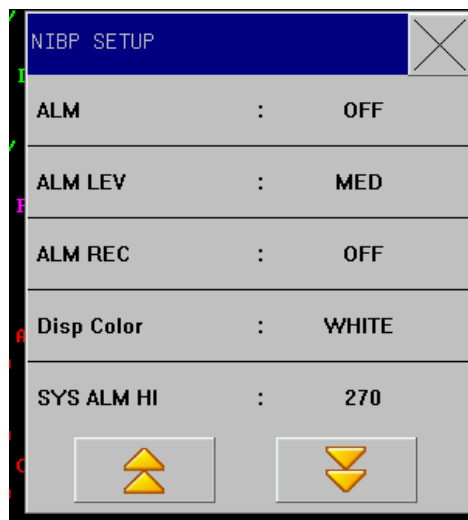 NIBP SETUP
ALM : OFF
ALM LEV : MED
ALM REC : OFF
Disp Color : WHITE
SYS ALM HI : 270